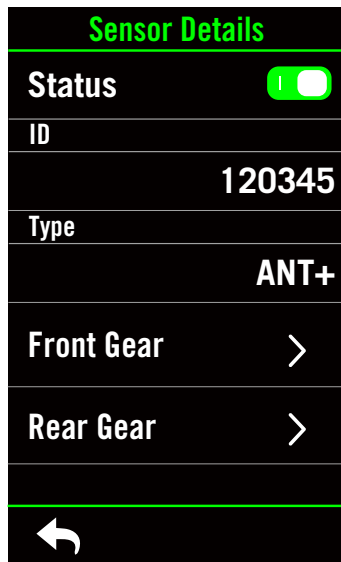 Sensor Details
Status
ID
120345
Type
ANT+
Front Gear
Rear Gear